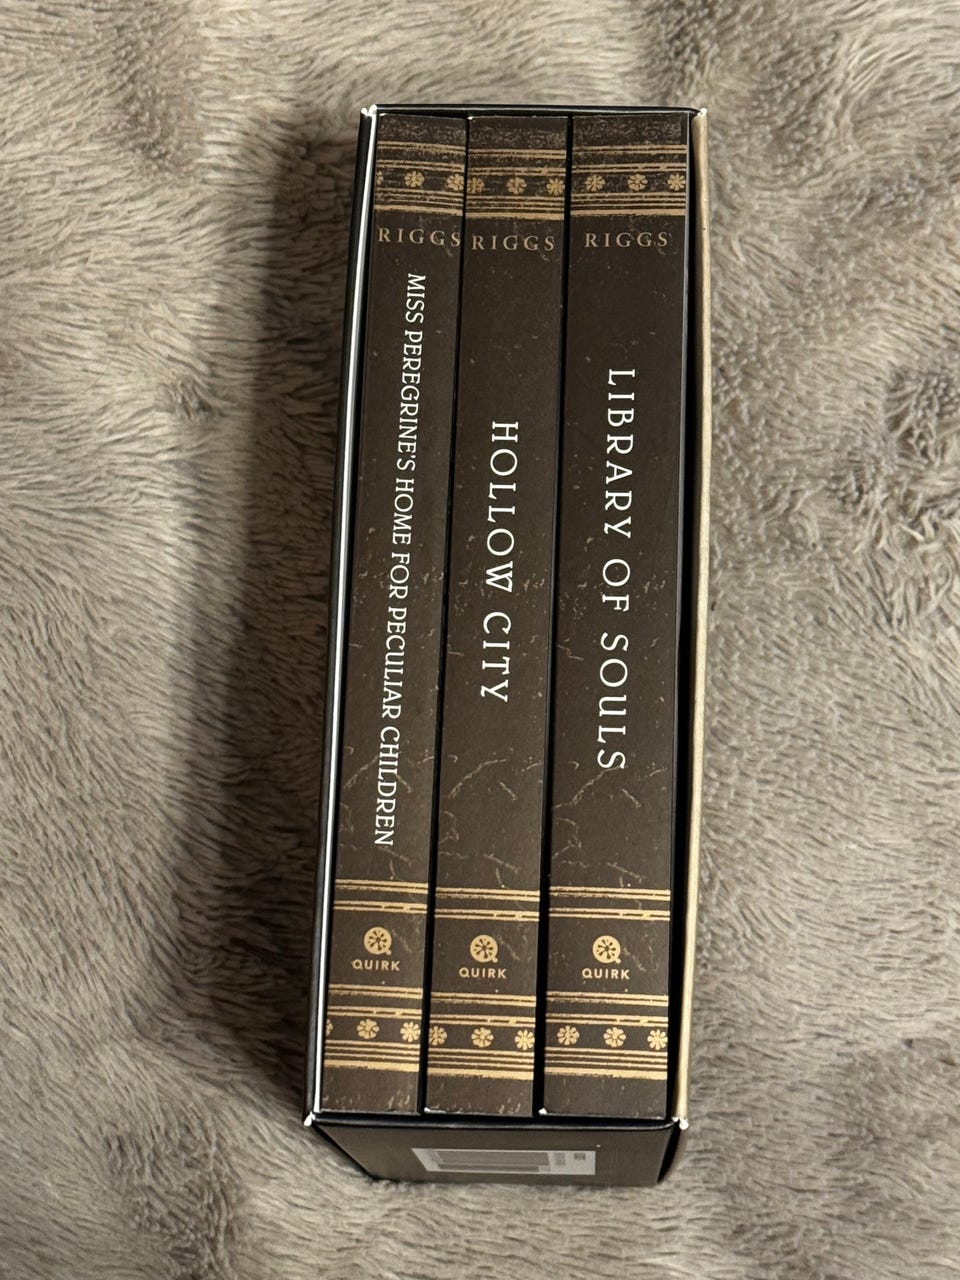 RIGGS
MISS PEREGRINE'S HOME FOR PECULIAR CHILDREN
QUIRK
RIGGS
HOLLOW CITY
QUIRK
RIGGS
LIBRARY OF SOULS
QUIRK